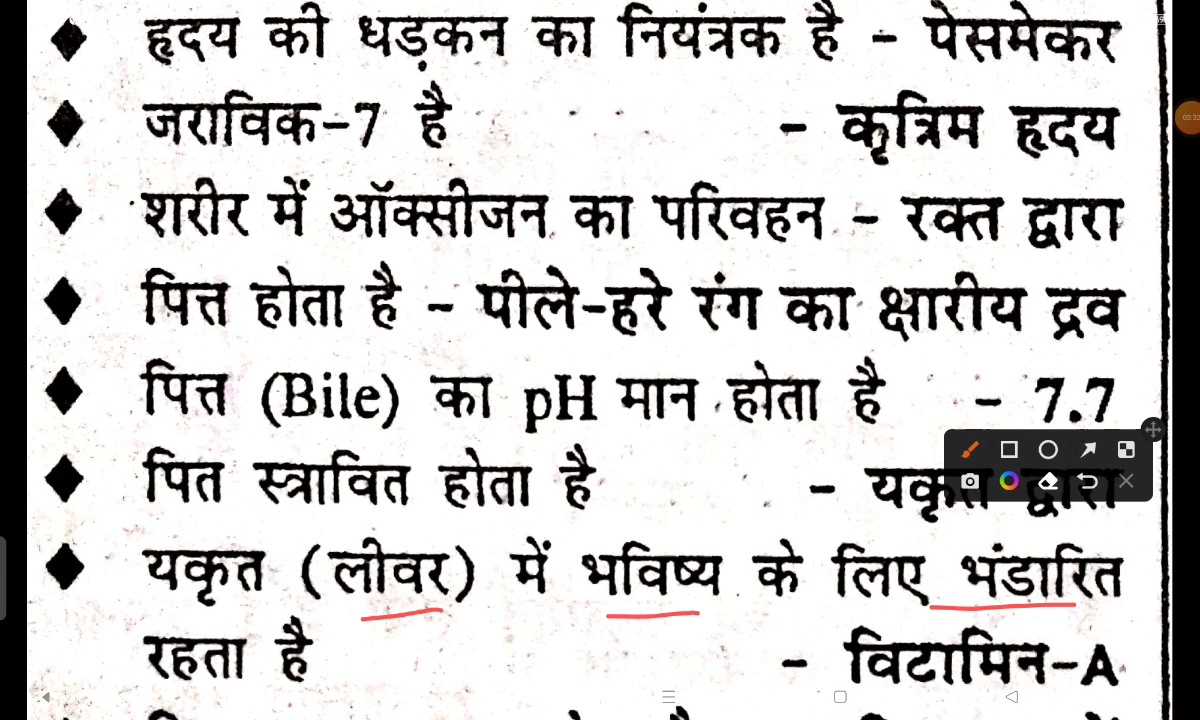 हृदय की धड़कन का नियंत्रक है - पेसमेकर
जराविक-7 है - कृत्रिम हृदय
शरीर में ऑक्सीजन का परिवहन - रक्त द्वारा
पित्त होता है - पीले-हरे रंग का क्षारीय द्रव
पित्त (Bile) का pH मान होता है - 7.7
पित स्त्रावित होता है - यकृत द्वारा
यकृत (लीवर) में भविष्य के लिए भंडारित
रहता है - विटामिन-A